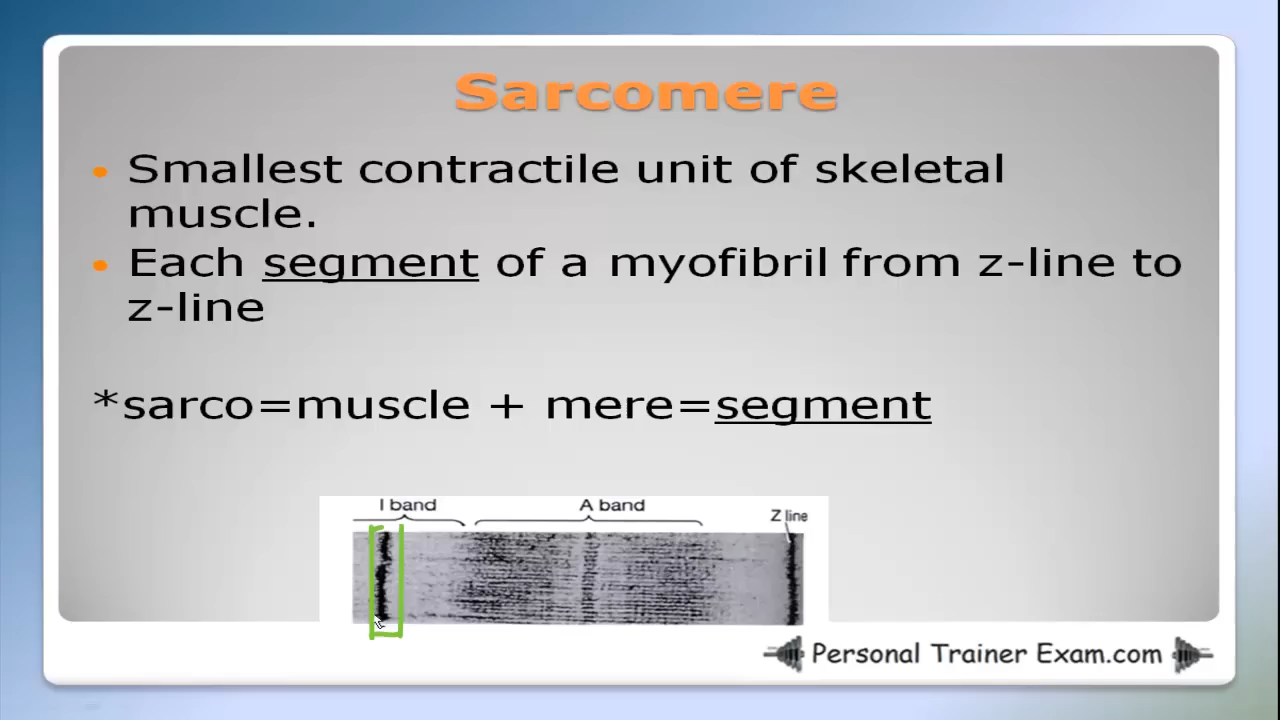 Sarcomere
Smallest contractile unit of skeletal
muscle.
Each segment of a myofibril from z-line to
z-line
*sarco=muscle + mere=segment
I band A band Z line
Personal Trainer Exam.com